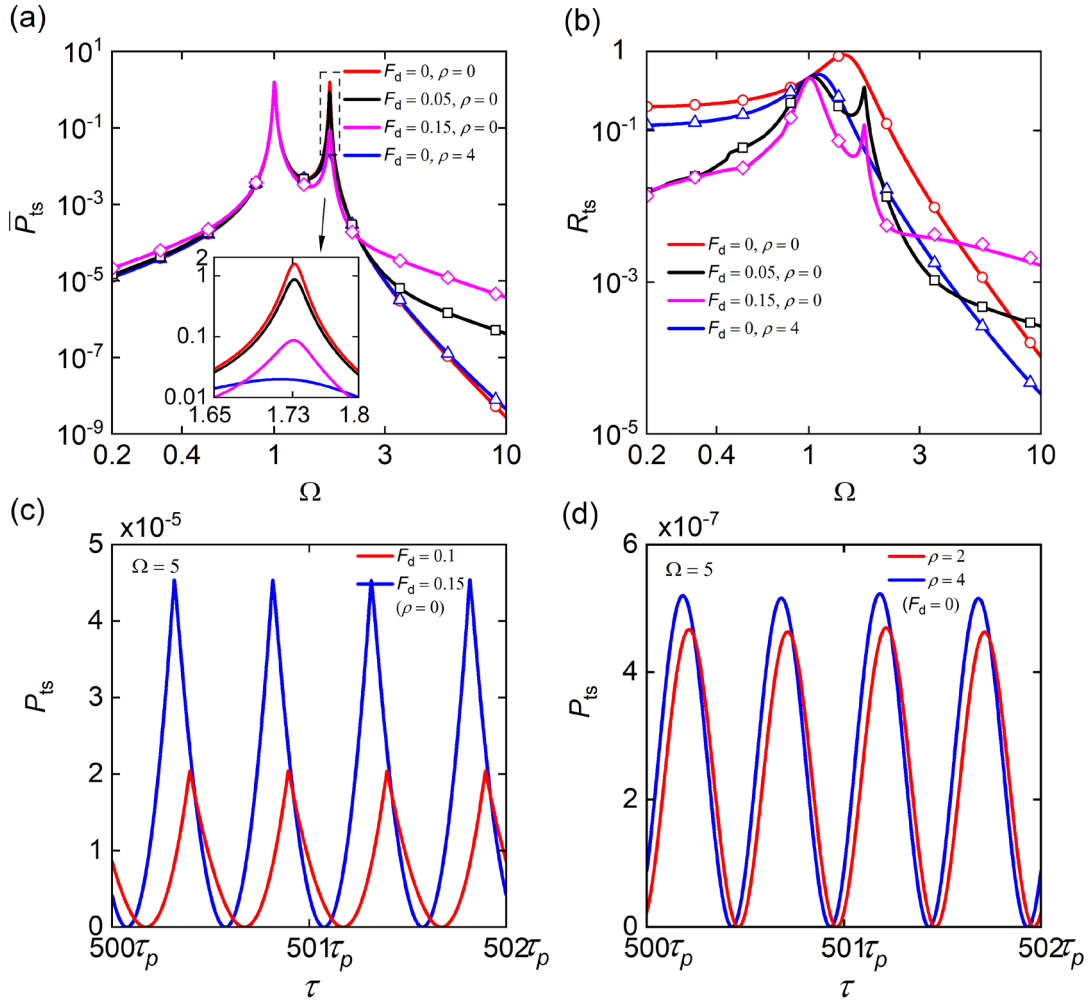 (a)
10¹
10⁻¹
10⁻³
10⁻⁵
10⁻⁷
10⁻⁹
P̅ts
F_d = 0, ρ = 0
F_d = 0.05, ρ = 0
F_d = 0.15, ρ = 0
F_d = 0, ρ = 4
2
1
0.1
0.01
1.65 1.73 1.8
0.2 0.4 1 3 10
Ω
(b)
1
10⁻¹
10⁻³
10⁻⁵
R_ts
F_d = 0, ρ = 0
F_d = 0.05, ρ = 0
F_d = 0.15, ρ = 0
F_d = 0, ρ = 4
0.2 0.4 1 3 10
Ω
(c)
x10⁻⁵
5
4
3
2
1
0
P_ts
Ω = 5
F_d = 0.1
F_d = 0.15
(ρ = 0)
500τ_p 501τ_p 502τ_p
τ
(d)
x10⁻⁷
6
4
2
0
P_ts
Ω = 5
ρ = 2
ρ = 4
(F_d = 0)
500τ_p 501τ_p 502τ_p
τ